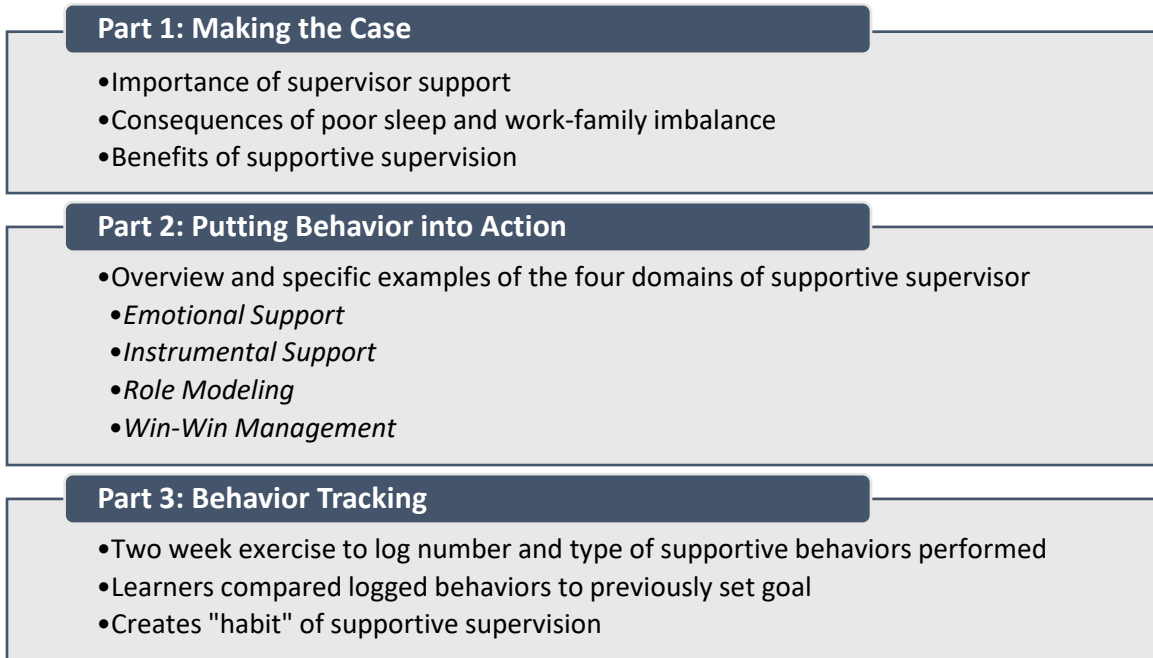 Part 1: Making the Case
•Importance of supervisor support
•Consequences of poor sleep and work-family imbalance
•Benefits of supportive supervision
Part 2: Putting Behavior into Action
•Overview and specific examples of the four domains of supportive supervisor
•Emotional Support
•Instrumental Support
•Role Modeling
•Win-Win Management
Part 3: Behavior Tracking
•Two week exercise to log number and type of supportive behaviors performed
•Learners compared logged behaviors to previously set goal
•Creates "habit" of supportive supervision